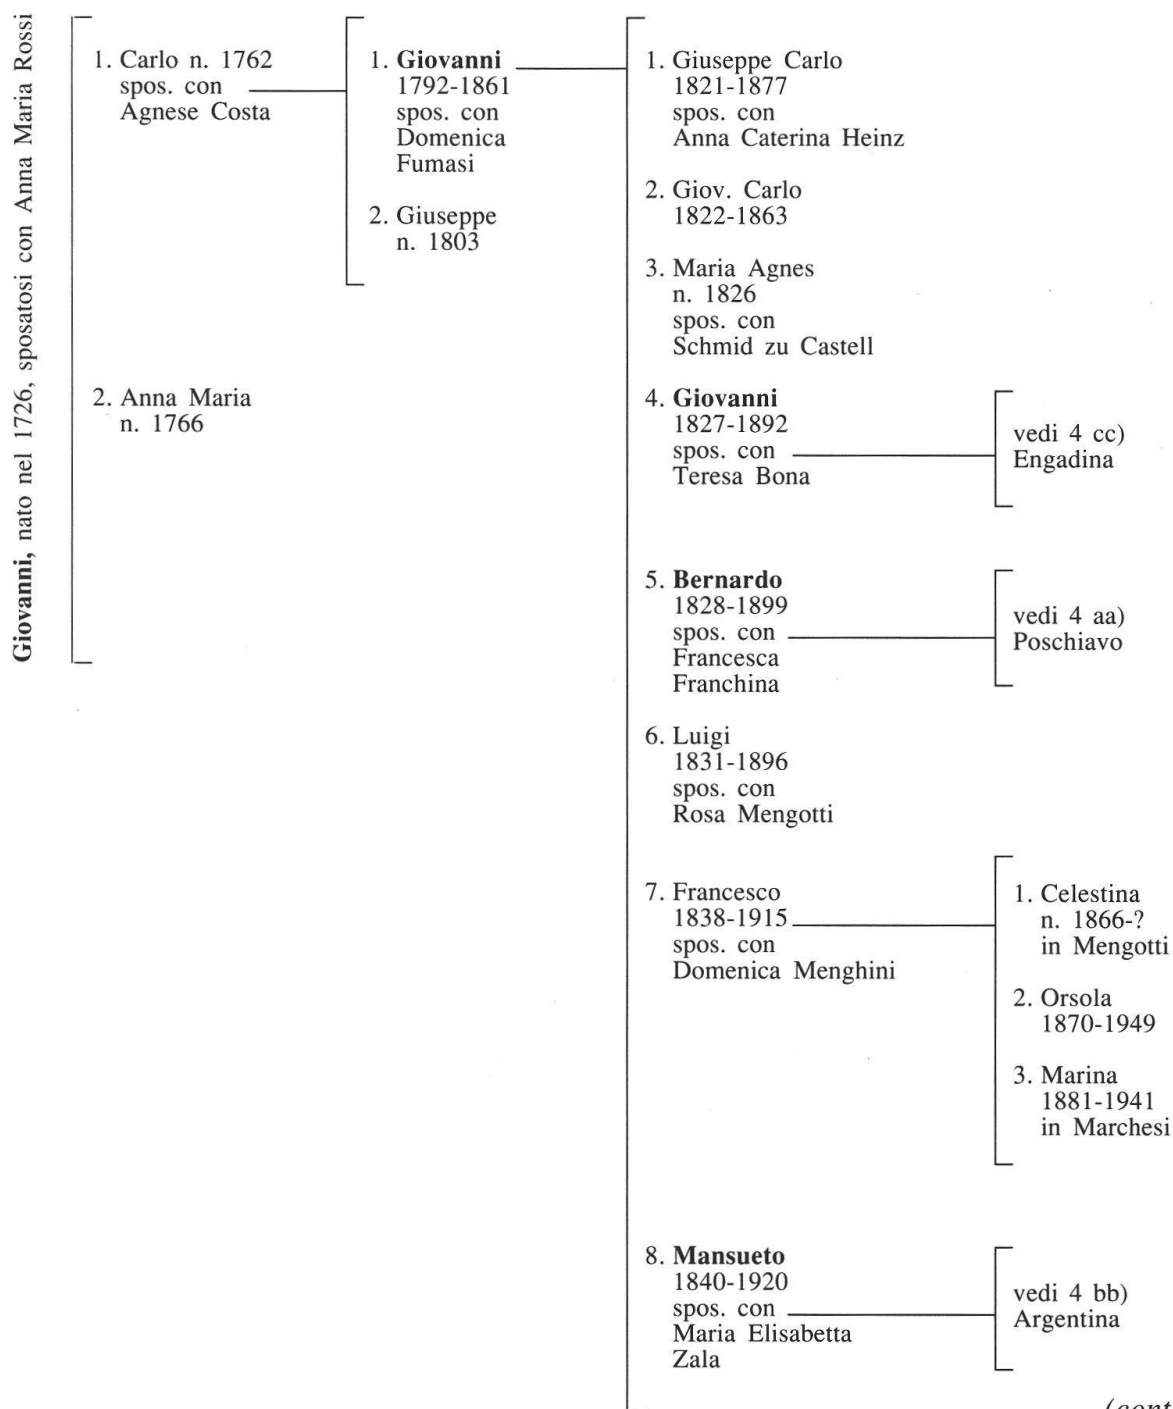 Giovanni, nato nel 1726, sposatosi con Anna Maria Rossi
1. Carlo n. 1762
spos. con
Agnese Costa
2. Anna Maria
n. 1766
1. Giovanni
1792-1861
spos. con
Domenica
Fumasi
2. Giuseppe
n. 1803
1. Giuseppe Carlo
1821-1877
spos. con
Anna Caterina Heinz
2. Giov. Carlo
1822-1863
3. Maria Agnes
n. 1826
spos. con
Schmid zu Castell
4. Giovanni
1827-1892
spos. con
Teresa Bona
vedi 4 cc)
Engadina
5. Bernardo
1828-1899
spos. con
Francesca
Franchina
vedi 4 aa)
Poschiavo
6. Luigi
1831-1896
spos. con
Rosa Mengotti
7. Francesco
1838-1915
spos. con
Domenica Menghini
1. Celestina
n. 1866-?
in Mengotti
2. Orsola
1870-1949
3. Marina
1881-1941
in Marchesi
8. Mansueto
1840-1920
spos. con
Maria Elisabetta
Zala
vedi 4 bb)
Argentina
(cont